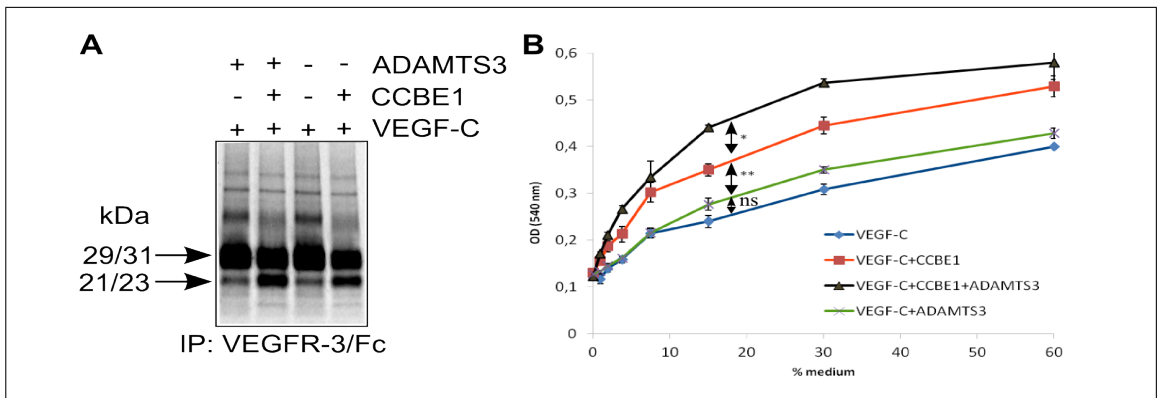 A
+ + - - ADAMTS3
- + - + CCBE1
+ + + + VEGF-C
kDa
29/31
21/23
IP: VEGFR-3/Fc
B
0,6
0,5
0,4
0,3
0,2
0,1
0
OD (540 nm)
*
**
ns
VEGF-C
VEGF-C+CCBE1
VEGF-C+CCBE1+ADAMTS3
VEGF-C+ADAMTS3
0 10 20 30 40 50 60
% medium